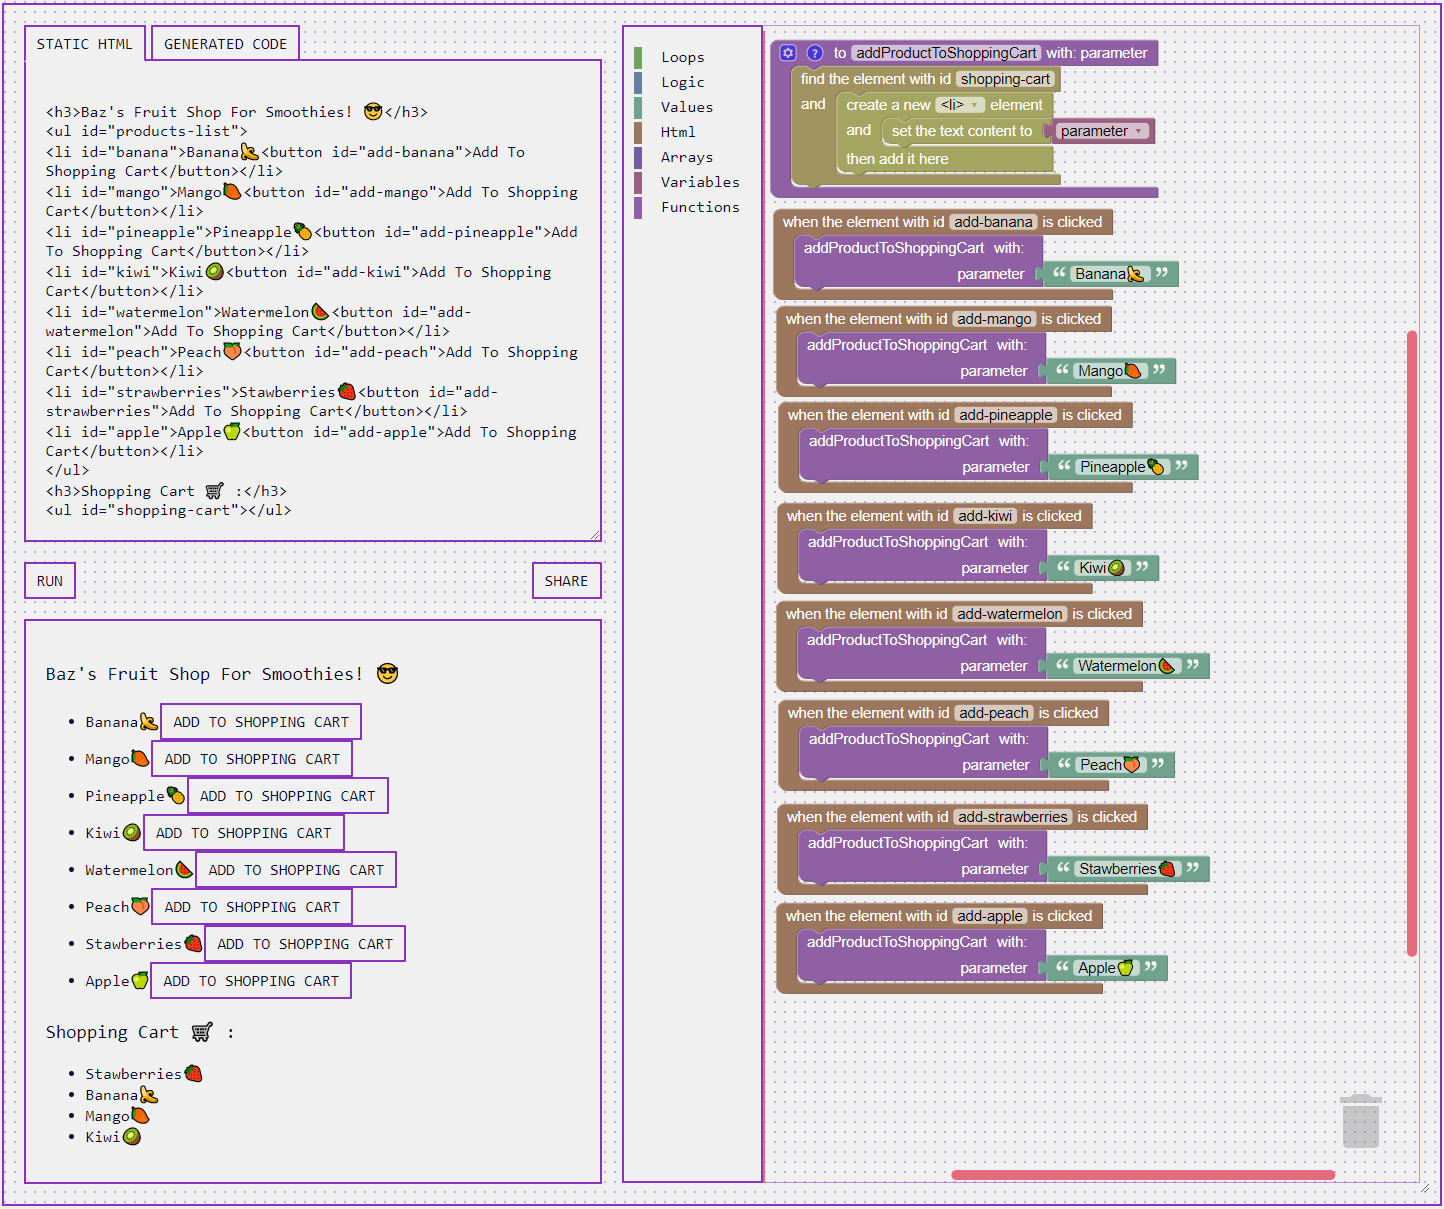 STATIC HTML
GENERATED CODE
<h3>Baz's Fruit Shop For Smoothies! 😎</h3>
<ul id="products-list">
<li id="banana">Banana🍌<button id="add-banana">Add To
Shopping Cart</button></li>
<li id="mango">Mango🥭<button id="add-mango">Add To Shopping
Cart</button></li>
<li id="pineapple">Pineapple🍍<button id="add-pineapple">Add
To Shopping Cart</button></li>
<li id="kiwi">Kiwi🥝<button id="add-kiwi">Add To Shopping
Cart</button></li>
<li id="watermelon">Watermelon🍉<button id="add-
watermelon">Add To Shopping Cart</button></li>
<li id="peach">Peach🍑<button id="add-peach">Add To Shopping
Cart</button></li>
<li id="strawberries">Stawberries🍓<button id="add-
strawberries">Add To Shopping Cart</button></li>
<li id="apple">Apple🍏<button id="add-apple">Add To Shopping
Cart</button></li>
</ul>
<h3>Shopping Cart 🛒 :</h3>
<ul id="shopping-cart"></ul>
RUN
SHARE
Baz's Fruit Shop For Smoothies! 😎
• Banana🍌 ADD TO SHOPPING CART
• Mango🥭 ADD TO SHOPPING CART
• Pineapple🍍 ADD TO SHOPPING CART
• Kiwi🥝 ADD TO SHOPPING CART
• Watermelon🍉 ADD TO SHOPPING CART
• Peach🍑 ADD TO SHOPPING CART
• Stawberries🍓 ADD TO SHOPPING CART
• Apple🍏 ADD TO SHOPPING CART
Shopping Cart 🛒 :
• Stawberries🍓
• Banana🍌
• Mango🥭
• Kiwi🥝
Loops
Logic
Values
Html
Arrays
Variables
Functions
? to addProductToShoppingCart with: parameter
find the element with id shopping-cart
and create a new <li> element
and set the text content to parameter
then add it here
when the element with id add-banana is clicked
addProductToShoppingCart with:
parameter “ Banana🍌 ”
when the element with id add-mango is clicked
addProductToShoppingCart with:
parameter “ Mango🥭 ”
when the element with id add-pineapple is clicked
addProductToShoppingCart with:
parameter “ Pineapple🍍 ”
when the element with id add-kiwi is clicked
addProductToShoppingCart with:
parameter “ Kiwi🥝 ”
when the element with id add-watermelon is clicked
addProductToShoppingCart with:
parameter “ Watermelon🍉 ”
when the element with id add-peach is clicked
addProductToShoppingCart with:
parameter “ Peach🍑 ”
when the element with id add-strawberries is clicked
addProductToShoppingCart with:
parameter “ Stawberries🍓 ”
when the element with id add-apple is clicked
addProductToShoppingCart with:
parameter “ Apple🍏 ”